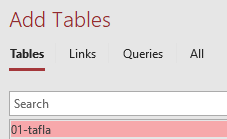 Add Tables
Tables Links Queries All
Search
01-tafla